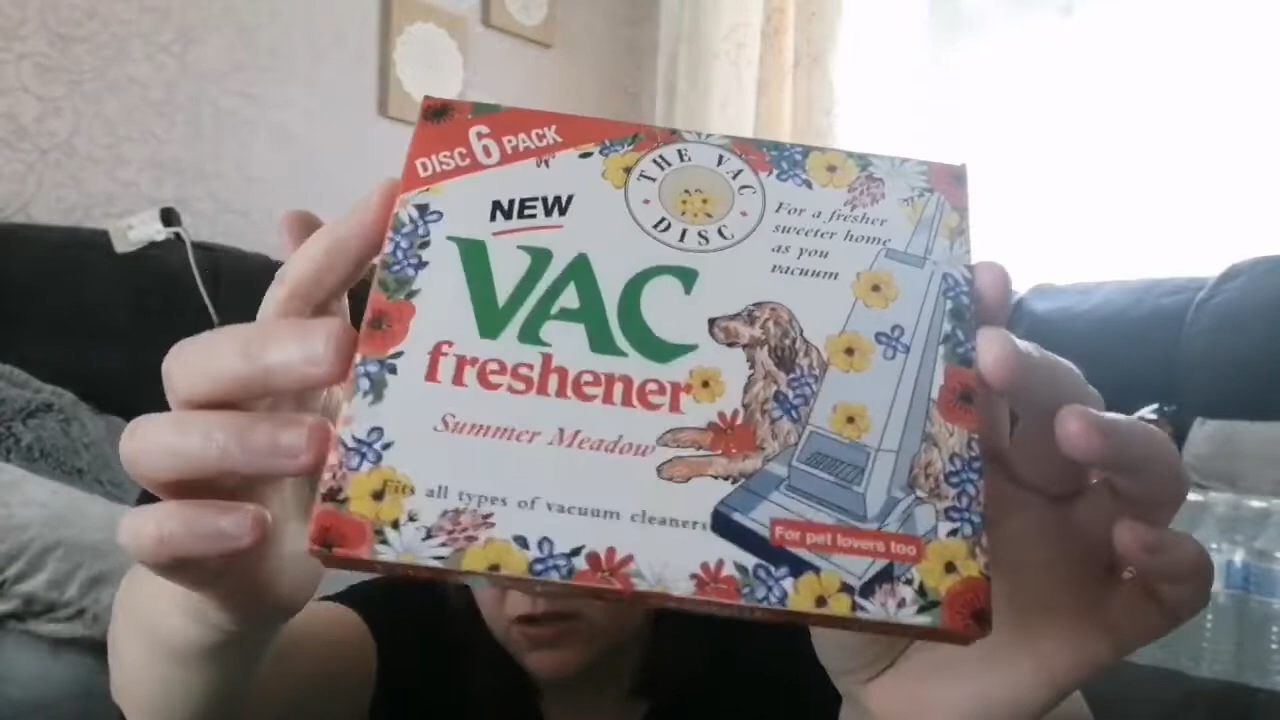 DISC 6 PACK
THE VAC
DISC
NEW
VAC
freshener
Summer Meadow
Fits all types of vacuum cleaners
For a fresher
sweeter home
as you
vacuum
For pet lovers too